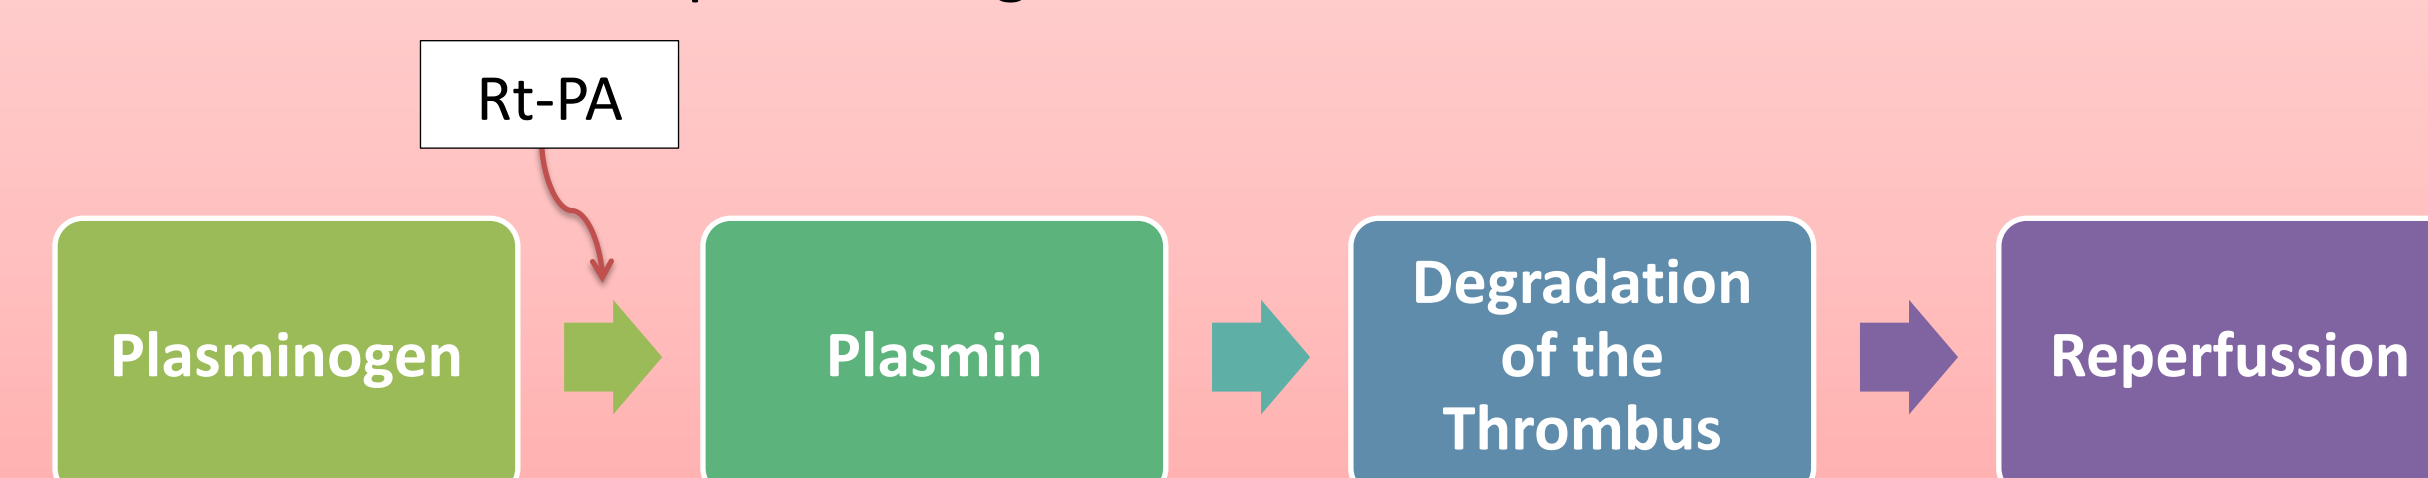 Rt-PA
Plasminogen
Plasmin
Degradation
of the
Thrombus
Reperfussion